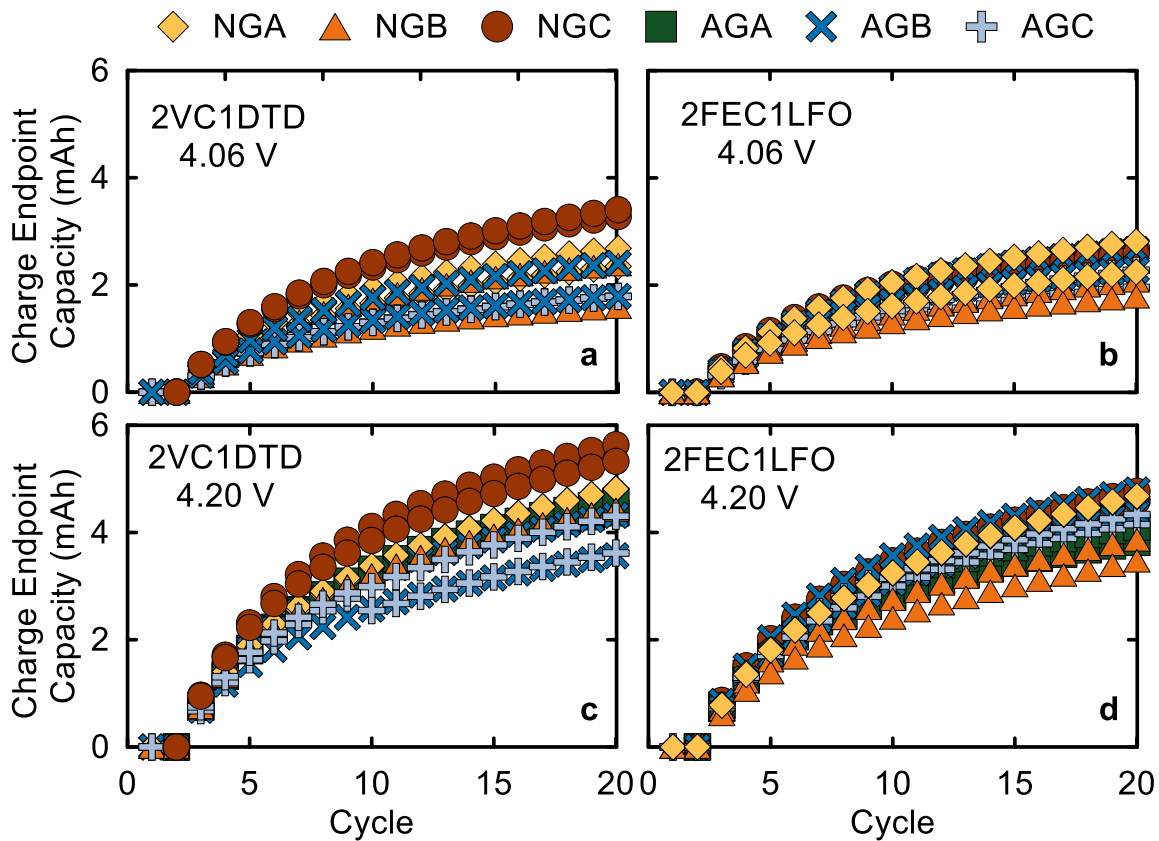 NGA NGB NGC AGA AGB AGC
6
4
2
0
Charge Endpoint
Capacity (mAh)
2VC1DTD
4.06 V
a
2FEC1LFO
4.06 V
b
6
4
2
0
Charge Endpoint
Capacity (mAh)
2VC1DTD
4.20 V
c
2FEC1LFO
4.20 V
d
0 5 10 15 20
0 5 10 15 20
Cycle
Cycle